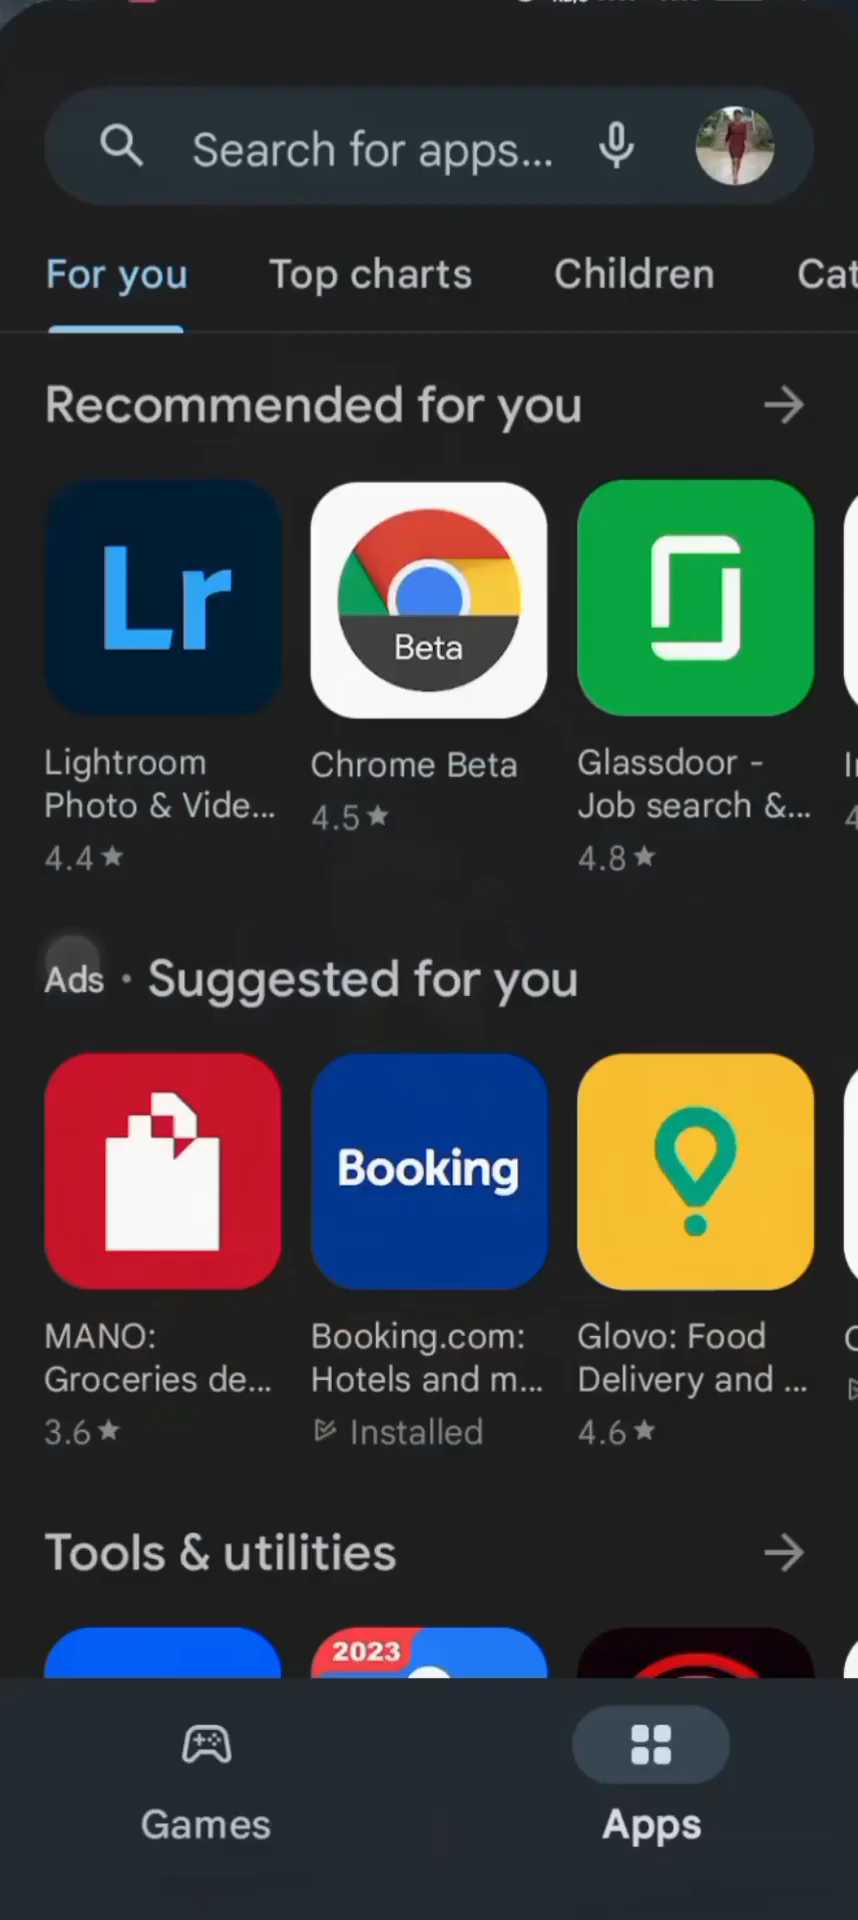 Search for apps...
For you
Top charts
Children
Cat
Recommended for you
Lr
Beta
Lightroom
Photo & Vide...
4.4★
Chrome Beta
4.5★
Glassdoor -
Job search &...
4.8★
Ads • Suggested for you
Booking
MANO:
Groceries de...
3.6★
Booking.com:
Hotels and m...
Installed
Glovo: Food
Delivery and ...
4.6★
Tools & utilities
2023
Games
Apps